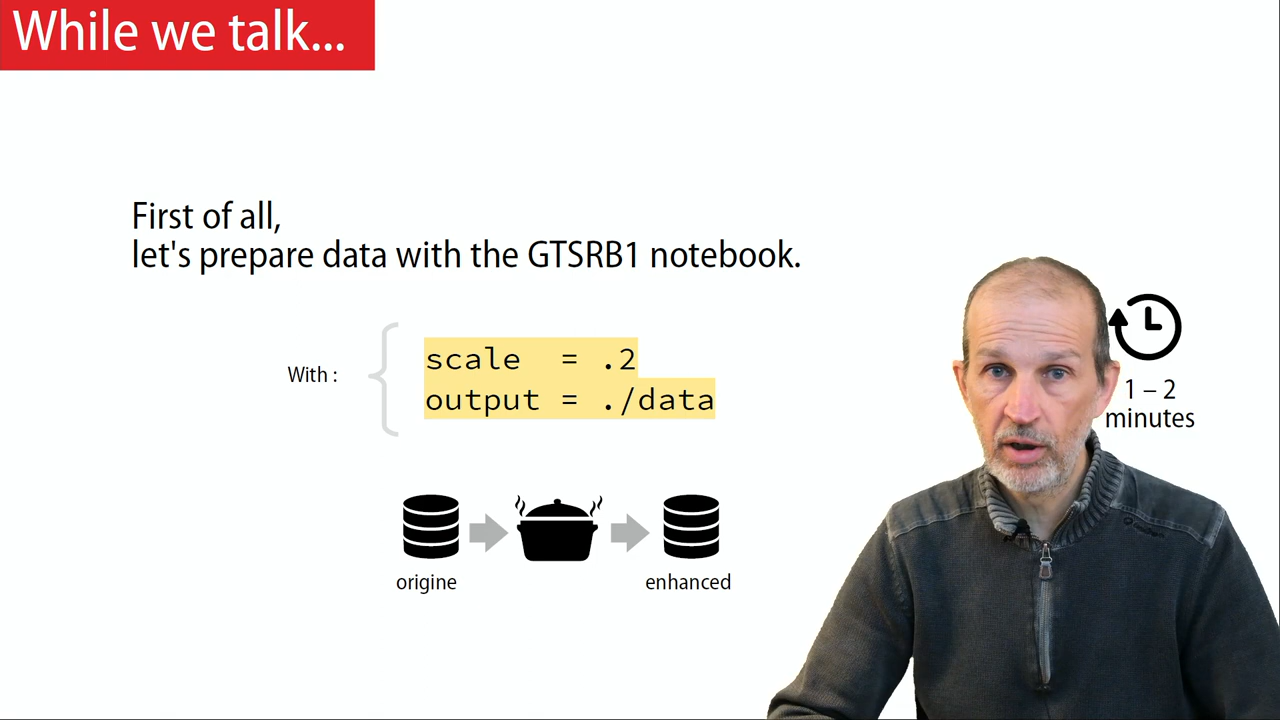 While we talk...
First of all,
let's prepare data with the GTSRB1 notebook.
With :
scale = .2
output = ./data
1 – 2
minutes
origine
enhanced